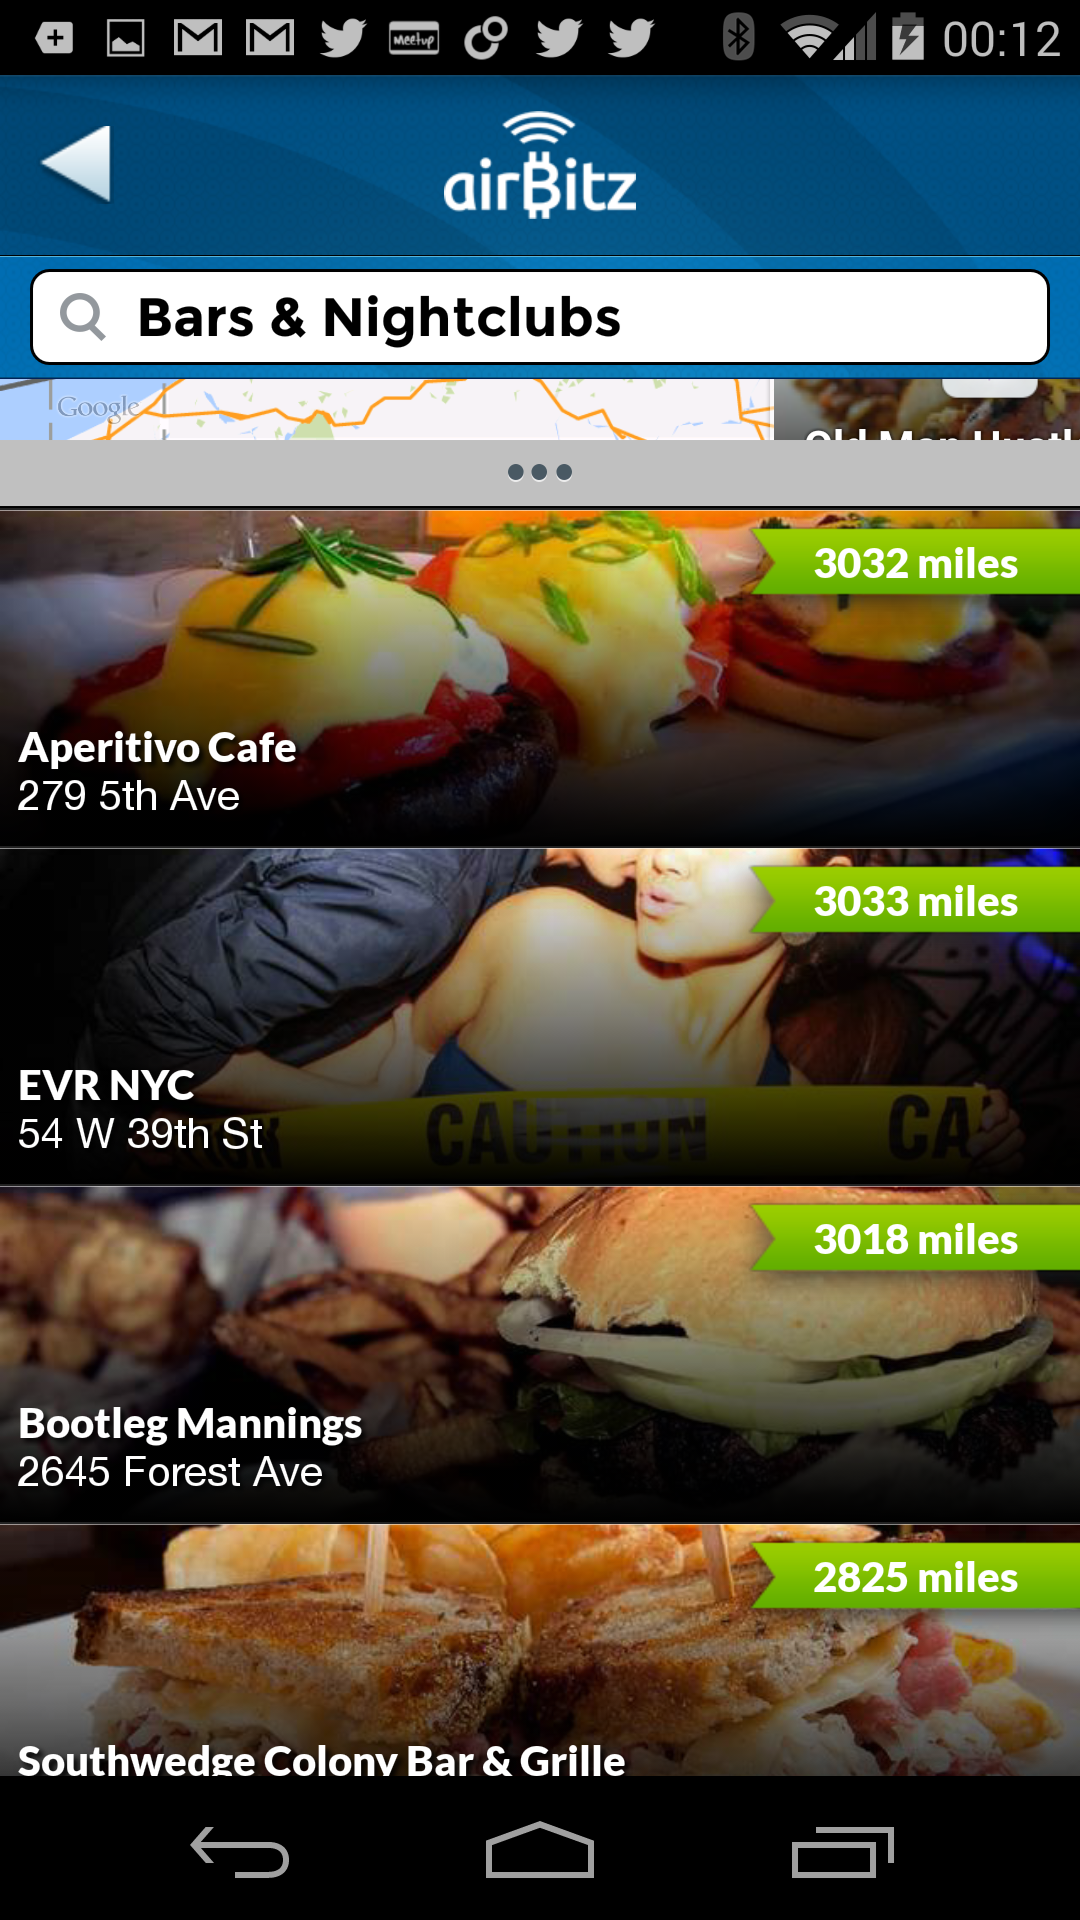 Meetup
00:12
airBitz
Bars & Nightclubs
Google
3032 miles
Aperitivo Cafe
279 5th Ave
3033 miles
CAUTION
CA
EVR NYC
54 W 39th St
3018 miles
Bootleg Mannings
2645 Forest Ave
2825 miles
Southwedge Colony Bar & Grille